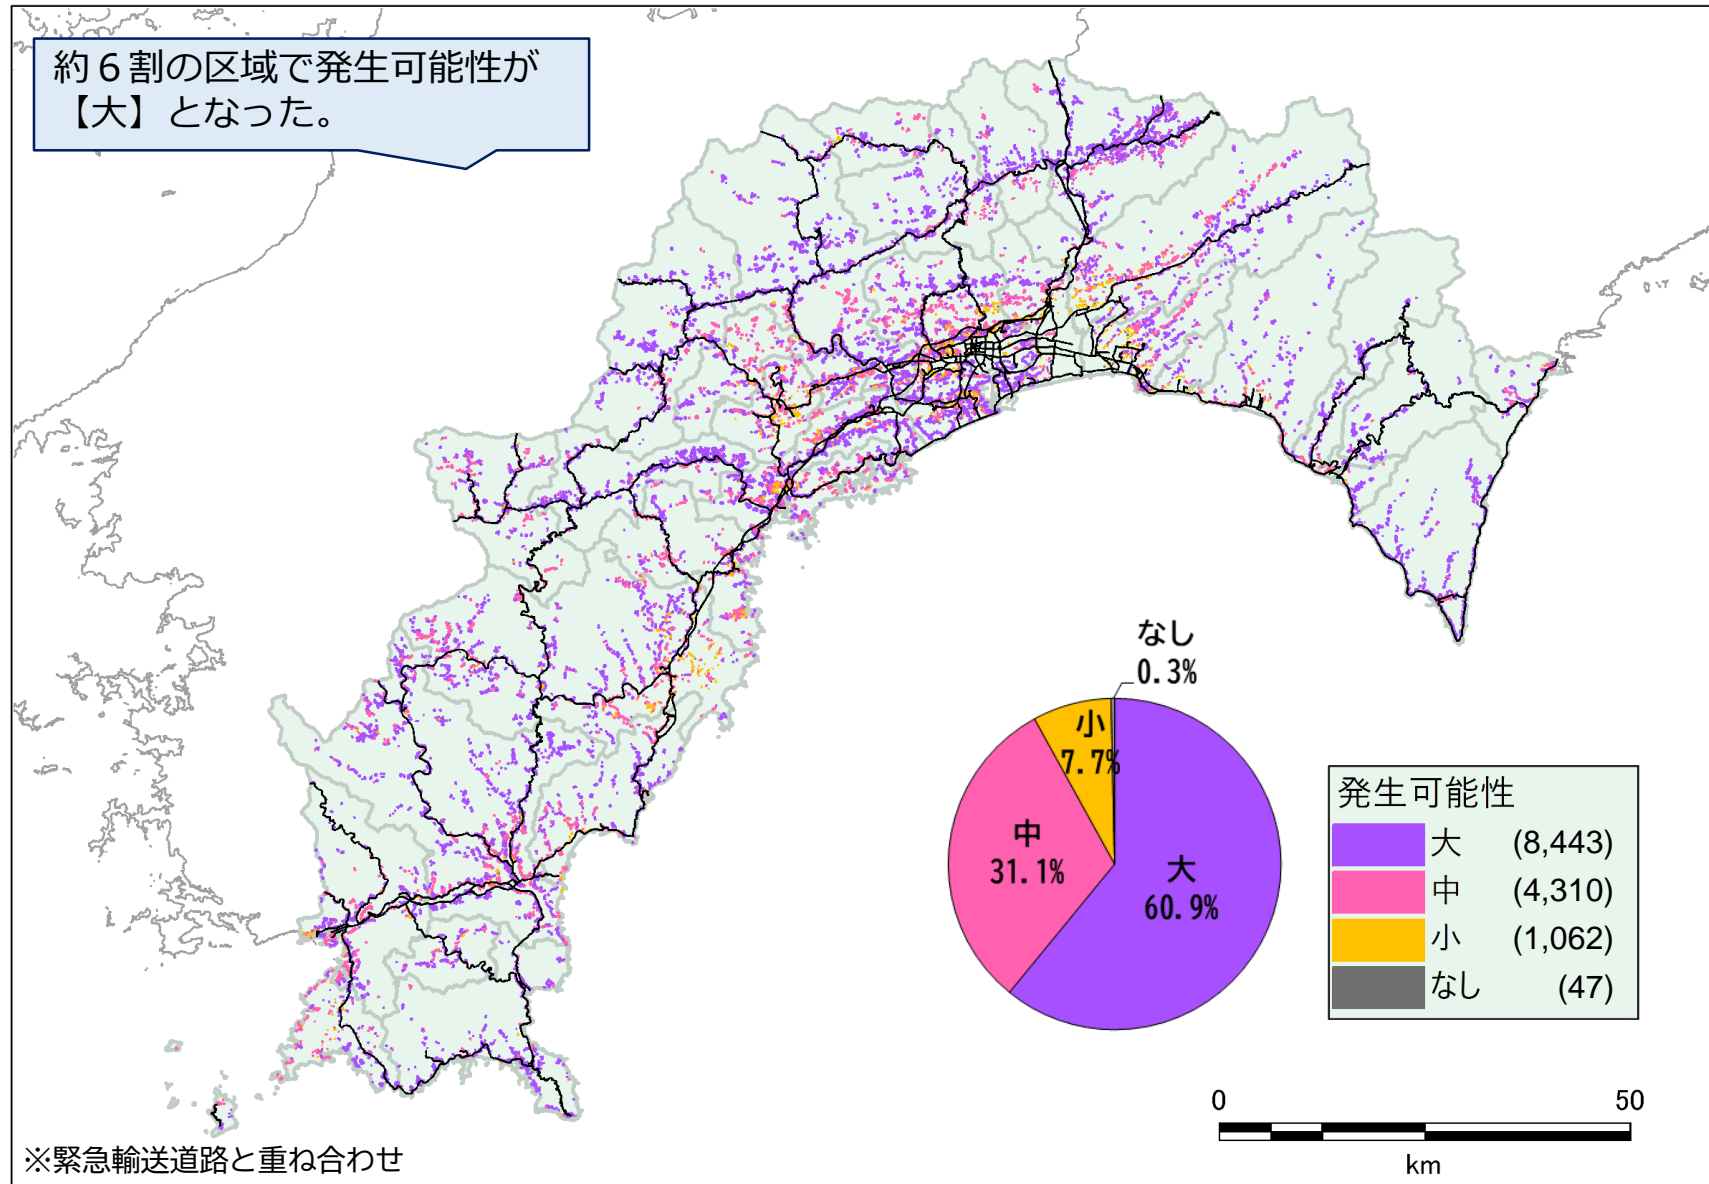 約６割の区域で発生可能性が
【大】となった。
なし
0.3%
小
7.7%
中
31.1%
大
60.9%
発生可能性
大 (8,443)
中 (4,310)
小 (1,062)
なし (47)
0 50
km
※緊急輸送道路と重ね合わせ